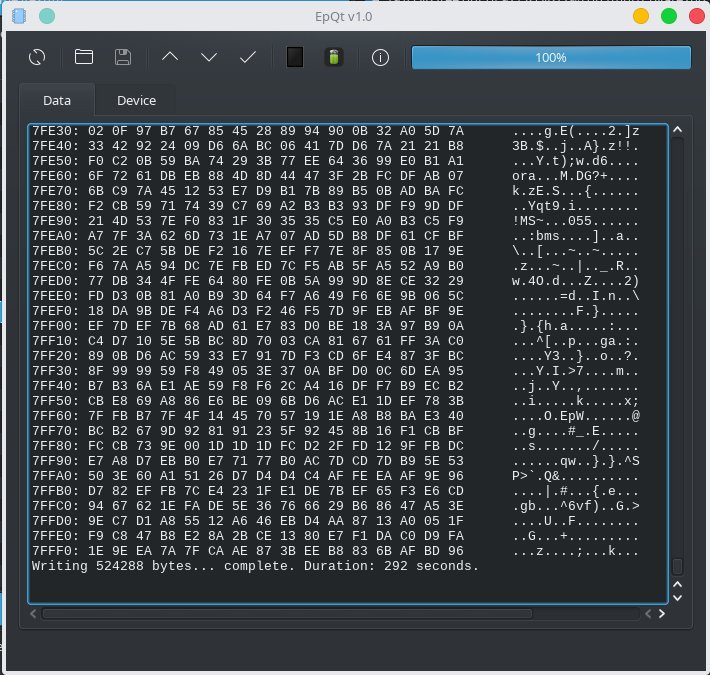 EpQt v1.0
100%
Data Device
7FE30: 02 0F 97 B7 67 85 45 28 89 94 90 0B 32 A0 5D 7A ....g.E(....2.]z
7FE40: 33 42 92 24 09 D6 6A BC 06 41 7D D6 7A 21 21 B8 3B.$..j..A}.z!!.
7FE50: F0 C2 0B 59 BA 74 29 3B 77 EE 64 36 99 E0 B1 A1 ...Y.t);w.d6....
7FE60: 6F 72 61 DB EB 88 4D 8D 44 47 3F 2B FC DF AB 07 ora...M.DG?+....
7FE70: 6B C9 7A 45 12 53 E7 D9 B1 7B 89 B5 0B AD BA FC k.zE.S...{......
7FE80: F2 CB 59 71 74 39 C7 69 A2 B3 B3 93 DF F9 9D DF ..Yqt9.i........
7FE90: 21 4D 53 7E F0 83 1F 30 35 35 C5 E0 A0 B3 C5 F9 !MS~...055......
7FEA0: A7 7F 3A 62 6D 73 1E A7 07 AD 5D B8 DF 61 CF BF ..:bms....]..a..
7FEB0: 5C 2E C7 5B DE F2 16 7E EF F7 7E 8F 85 0B 17 9E \..[...~..~.....
7FEC0: F6 7A A5 94 DC 7E FB ED 7C F5 AB 5F A5 52 A9 B0 .z...~..|.._.R..
7FED0: 77 DB 34 4F FE 64 80 FE 0B 5A 99 9D 8E CE 32 29 w.4O.d...Z....2)
7FEE0: FD D3 0B 81 A0 B9 3D 64 F7 A6 49 F6 6E 9B 06 5C ......=d..I.n..\
7FEF0: 18 DA 9B DE F4 A6 D3 F2 46 F5 7D 9F EB AF BF 9E ........F.}.....
7FF00: EF 7D EF 7B 68 AD 61 E7 83 D0 BE 18 3A 97 B9 0A .}.{h.a.....:...
7FF10: C4 D7 10 5E 5B BC 8D 70 03 CA 81 67 61 FF 3A C0 ...^[..p...ga.:.
7FF20: 89 0B D6 AC 59 33 E7 91 7D F3 CD 6F E4 87 3F BC ....Y3..}..o..?.
7FF30: 8F 99 99 59 F8 49 05 3E 37 0A BF D0 0C 6D EA 95 ...Y.I.>7....m..
7FF40: B7 B3 6A E1 AE 59 F8 F6 2C A4 16 DF F7 B9 EC B2 ..j..Y..,.......
7FF50: CB E8 69 A8 86 E6 BE 09 6B D6 AC E1 1D EF 78 3B ..i.....k.....x;
7FF60: 7F FB B7 7F 4F 14 45 70 57 19 1E A8 B8 BA E3 40 ....O.EpW......@
7FF70: BC B2 67 9D 92 81 91 23 5F 92 45 8B 16 F1 CB BF ..g....#_.E.....
7FF80: FC CB 73 9E 00 1D 1D 1D FC D2 2F FD 12 9F FB DC ..s......./.....
7FF90: E7 A8 D7 EB B0 E7 71 77 B0 AC 7D CD 7D B9 5E 53 ......qw..}.}.^S
7FFA0: 50 3E 60 A1 51 26 D7 D4 D4 C4 AF FE EA AF 9E 96 P>`.Q&..........
7FFB0: D7 82 EF FB 7C E4 23 1F E1 DE 7B EF 65 F3 E6 CD ....|.#...{.e...
7FFC0: 94 67 62 1E FA DE 5E 36 76 66 29 B6 86 47 A5 3E .gb...^6vf)..G.>
7FFD0: 9E C7 D1 A8 55 12 A6 46 EB D4 AA 87 13 A0 05 1F ....U..F........
7FFE0: F9 C8 47 B8 E2 8A 2B CE 13 80 E7 F1 DA C0 D9 FA ..G...+.........
7FFF0: 1E 9E EA 7A 7F CA AE 87 3B EE B8 83 6B AF BD 96 ...z....;...k...
Writing 524288 bytes... complete. Duration: 292 seconds.